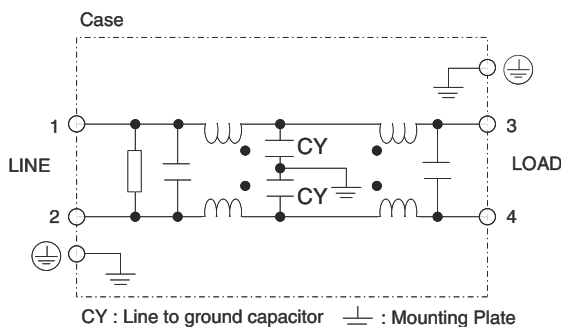 Case
1
3
LINE
CY
LOAD
CY
2
4
CY : Line to ground capacitor : Mounting Plate